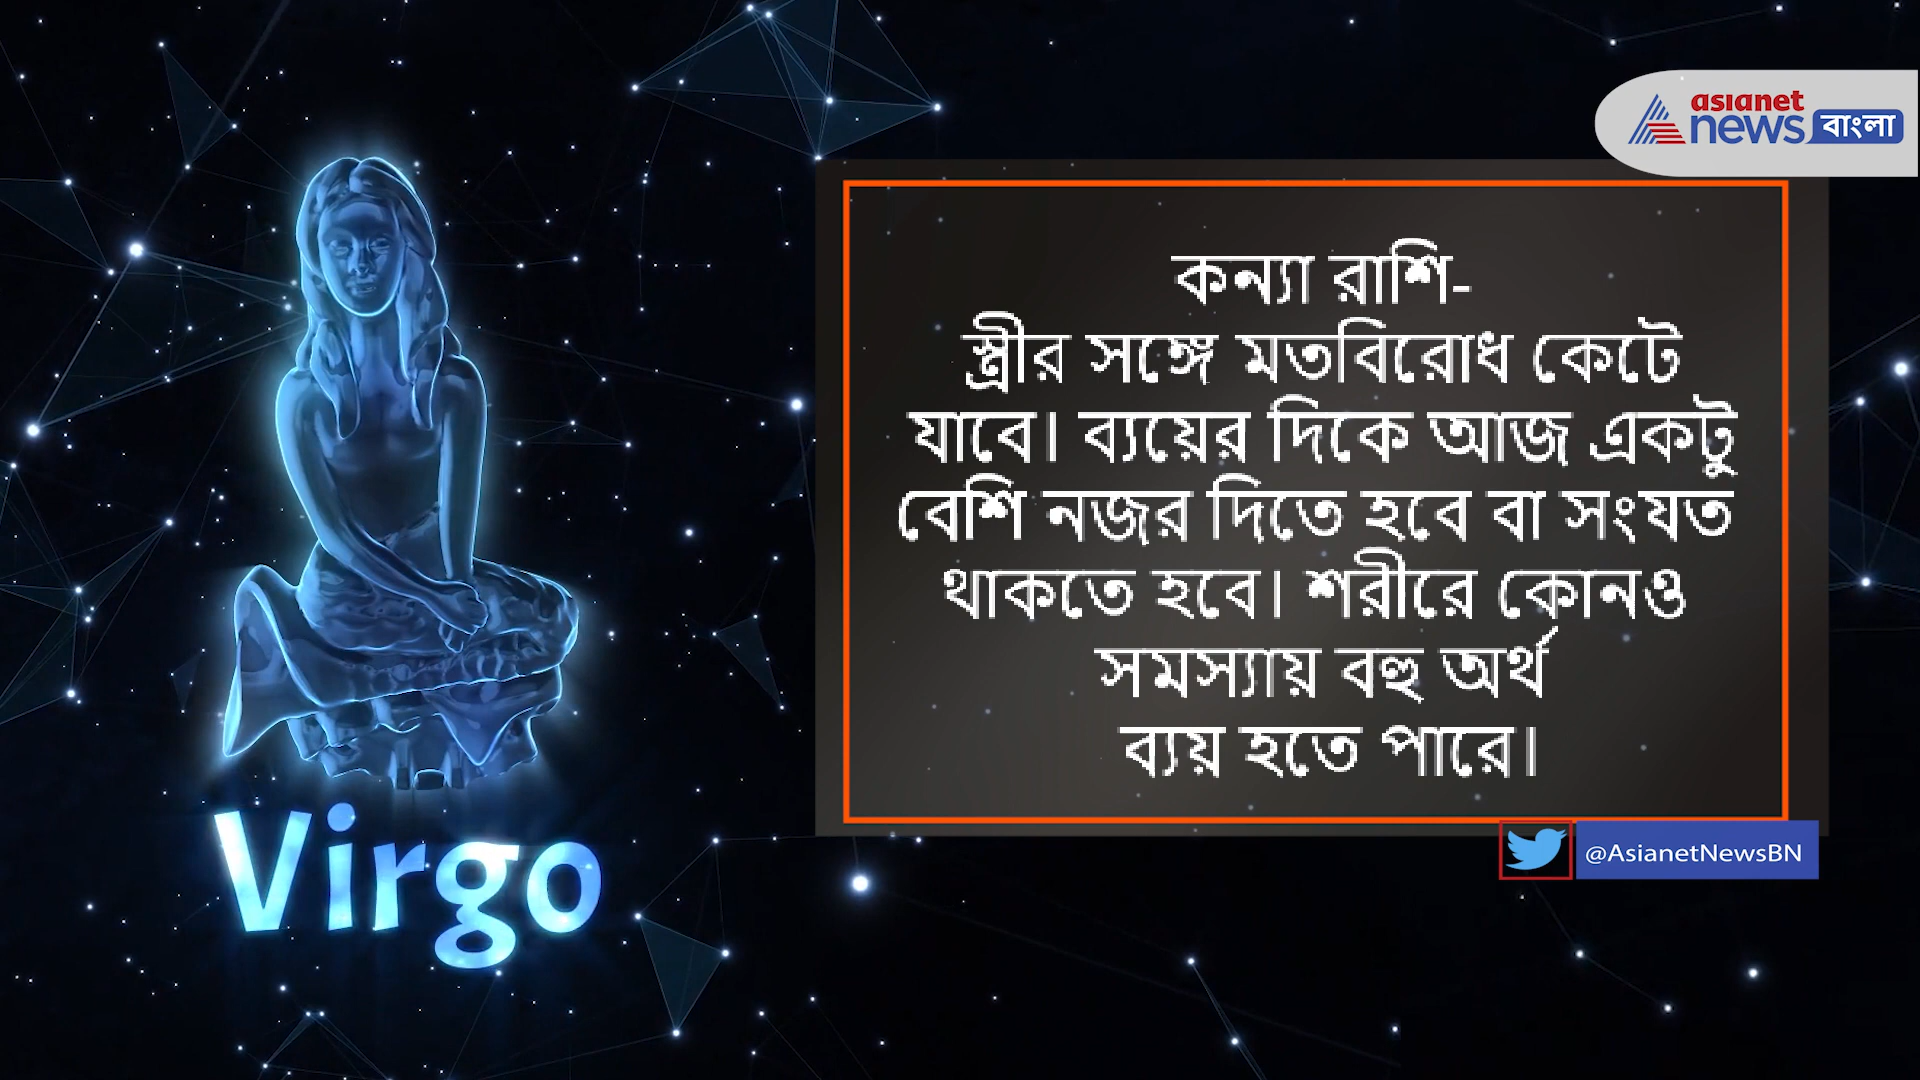 asianet
news বাংলা
কন্যা রাশি-
স্ত্রীর সঙ্গে মতবিরোধ কেটে
যাবে। ব্যয়ের দিকে আজ একটু
বেশি নজর দিতে হবে বা সংযত
থাকতে হবে। শরীরে কোনও
সমস্যায় বহু অর্থ
ব্যয় হতে পারে।
@AsianetNewsBN
Virgo